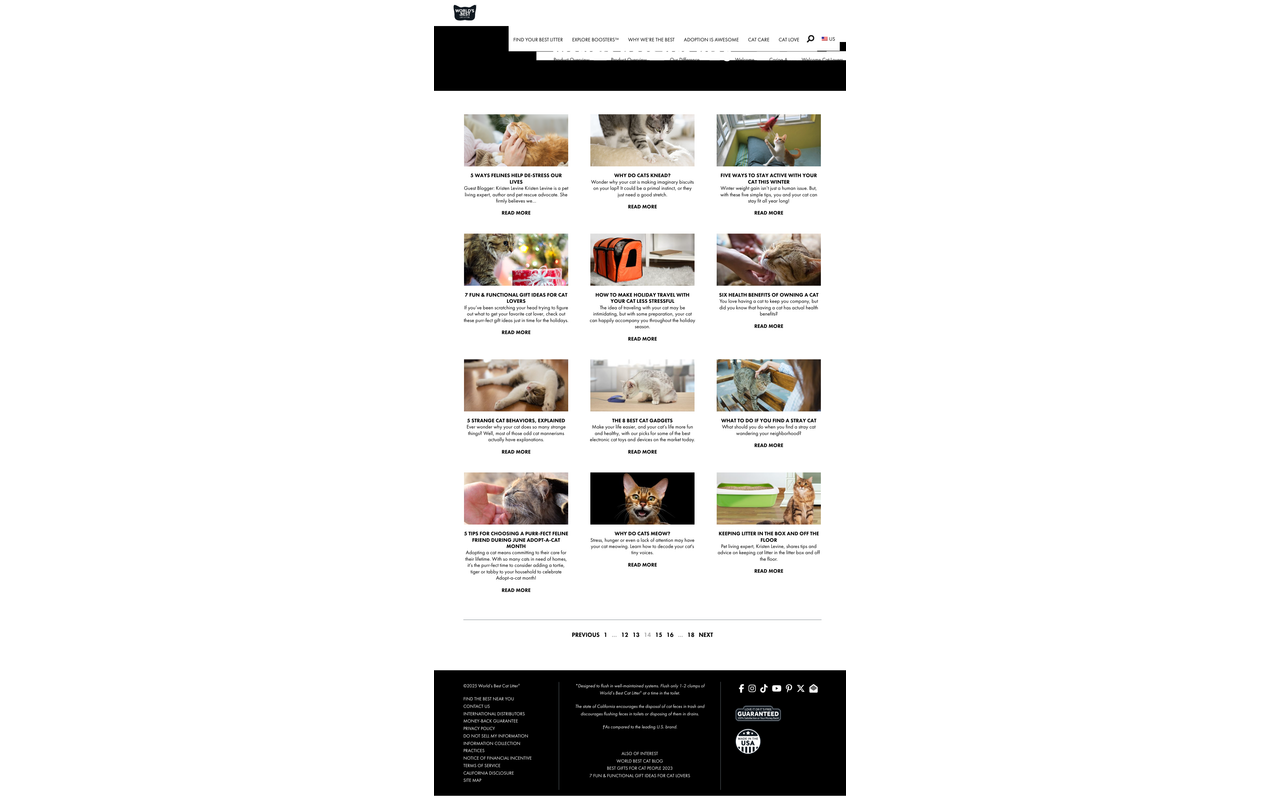 WORLD'S
BEST
FIND YOUR BEST LITTER EXPLORE BOOSTERS™ WHY WE'RE THE BEST ADOPTION IS AWESOME CAT CARE CAT LOVE US
Product Overview Product Overview Our Difference Welcome
5 WAYS FELINES HELP DE-STRESS OUR
LIVES
Guest Blogger: Kristen Levine Kristen Levine is a pet
living expert, author and pet rescue advocate. She
firmly believes we...
READ MORE
WHY DO CATS KNEAD?
Wonder why your cat is making imaginary biscuits
on your lap? It could be a primal instinct, or they
just need a good stretch.
READ MORE
FIVE WAYS TO STAY ACTIVE WITH YOUR
CAT THIS WINTER
Winter weight gain isn't just a human issue. But,
with these five simple tips, you and your cat can
stay fit all year long!
READ MORE
7 FUN & FUNCTIONAL GIFT IDEAS FOR CAT
LOVERS
If you've been scratching your head trying to figure
out what to get your favorite cat lover, check out
these purr-fect gift ideas just in time for the holidays.
READ MORE
HOW TO MAKE HOLIDAY TRAVEL WITH
YOUR CAT LESS STRESSFUL
The idea of traveling with your cat may be
intimidating, but with some preparation, your cat
can happily accompany you throughout the holiday
season.
READ MORE
SIX HEALTH BENEFITS OF OWNING A CAT
You love having a cat to keep you company, but
did you know that having a cat has actual health
benefits?
READ MORE
5 STRANGE CAT BEHAVIORS, EXPLAINED
Ever wonder why your cat does so many strange
things? Well, most of those odd cat mannerisms
actually have explanations.
READ MORE
THE 8 BEST CAT GADGETS
Make your life easier, and your cat's life more fun
and healthy, with our picks for some of the best
electronic cat toys and devices on the market today.
READ MORE
WHAT TO DO IF YOU FIND A STRAY CAT
What should you do when you find a stray cat
wandering your neighborhood?
READ MORE
5 TIPS FOR CHOOSING A PURR-FECT FELINE
FRIEND DURING JUNE ADOPT-A-CAT
MONTH
Adopting a cat means committing to their care for
their lifetime. With so many cats in need of homes,
it's the purr-fect time to consider adding a tortie,
tiger or tabby to your household to celebrate
Adopt-a-cat month!
READ MORE
WHY DO CATS MEOW?
Stress, hunger or even a lack of attention may have
your cat meowing. Learn how to decode your cat's
tiny voices.
READ MORE
KEEPING LITTER IN THE BOX AND OFF THE
FLOOR
Pet living expert, Kristen Levine, shares tips and
advice on keeping cat litter in the litter box and off
the floor.
READ MORE
PREVIOUS 1 ... 12 13 14 15 16 ... 18 NEXT
©2025 World's Best Cat Litter®
FIND THE BEST NEAR YOU
CONTACT US
INTERNATIONAL DISTRIBUTORS
MONEY-BACK GUARANTEE
PRIVACY POLICY
DO NOT SELL MY INFORMATION
INFORMATION COLLECTION
PRACTICES
NOTICE OF FINANCIAL INCENTIVE
TERMS OF SERVICE
CALIFORNIA DISCLOSURE
SITE MAP
*Designed to flush in well-maintained systems. Flush only 1-2 clumps of
World's Best Cat Litter® at a time in the toilet.
The state of California encourages the disposal of cat feces in trash and
discourages flushing feces in toilets or disposing of them in drains.
†As compared to the leading U.S. brand.
ALSO OF INTEREST
WORLD BEST CAT BLOG
BEST GIFTS FOR CAT PEOPLE 2023
7 FUN & FUNCTIONAL GIFT IDEAS FOR CAT LOVERS
GUARANTEED
MADE IN THE
USA